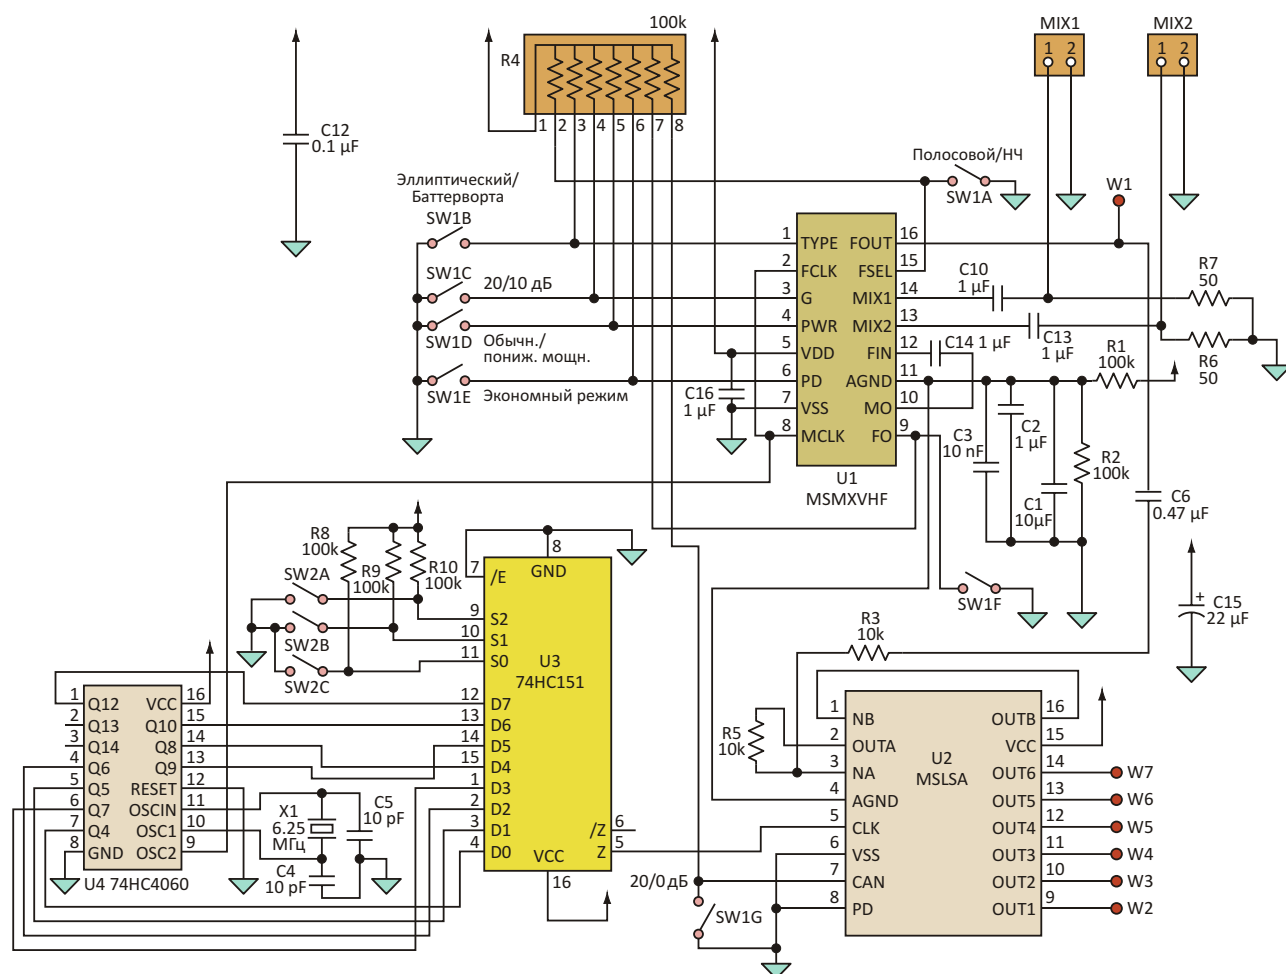 100k
MIX1
MIX2
R4
1 2
1 2
1 2 3 4 5 6 7 8
C12
0.1 µF
Полосовой/НЧ
SW1A
W1
Эллиптический/
Баттерворта
SW1B
SW1C
20/10 дБ
SW1D
Обычн./
пониж. мощн.
SW1E
Экономный режим
C16
1 µF
1 TYPE FOUT 16
2 FCLK FSEL 15
3 G MIX1 14
4 PWR MIX2 13
5 VDD FIN 12
6 PD AGND 11
7 VSS MO 10
8 MCLK FO 9
U1
MSMXVHF
C10
1 µF
R7
50
C14 1 µF
C13
1 µF
R1
100k
R6
50
C3
10 nF
C2
1 µF
C1
10µF
R2
100k
C6
0.47 µF
SW1F
+
C15
22 µF
R8
100k
R9
100k
R10
100k
SW2A
SW2B
SW2C
7 /E
8
GND
9 S2
10 S1
11 S0
U3
74HC151
12 D7
13 D6
14 D5
15 D4
1 D3
2 D2
3 D1
4 D0
/Z 6
Z 5
VCC
16
1 Q12 VCC 16
2 Q13 Q10 15
3 Q14 Q8 14
4 Q6 Q9 13
5 Q5 RESET 12
6 Q7 OSCIN 11
7 Q4 OSC1 10
8 GND OSC2 9
U4 74HC4060
X1
6.25
МГц
C5
10 pF
C4
10 pF
R3
10k
R5
10k
1 NB OUTB 16
2 OUTA VCC 15
3 NA OUT6 14
4 AGND OUT5 13
5 CLK OUT4 12
6 VSS OUT3 11
7 CAN OUT2 10
8 PD OUT1 9
U2
MSLSA
W7
W6
W5
W4
W3
W2
20/0 дБ
SW1G